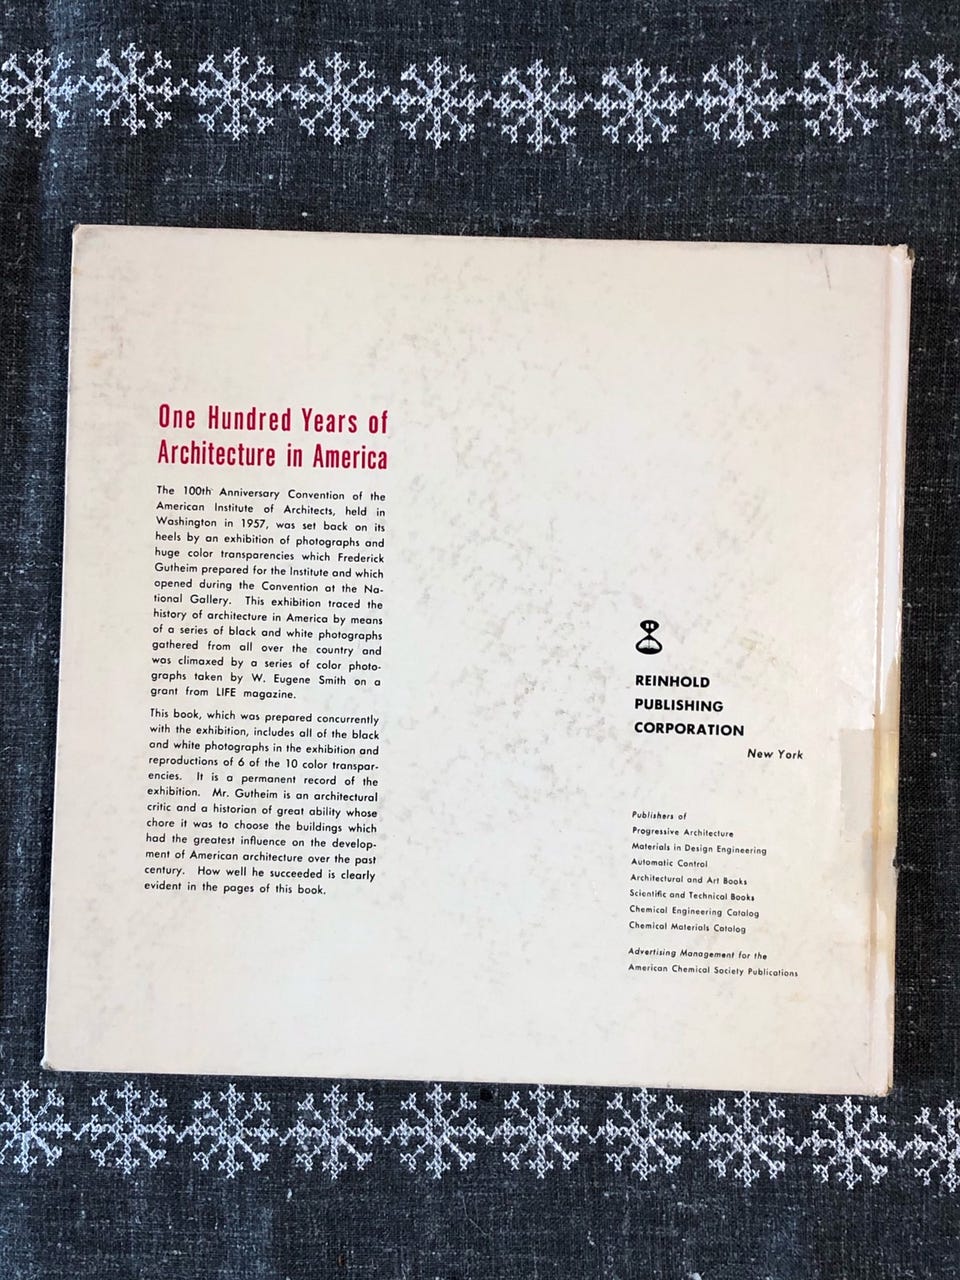 One Hundred Years of
Architecture in America
The 100th Anniversary Convention of the
American Institute of Architects, held in
Washington in 1957, was set back on its
heels by an exhibition of photographs and
huge color transparencies which Frederick
Gutheim prepared for the Institute and which
opened during the Convention at the Na-
tional Gallery. This exhibition traced the
history of architecture in America by means
of a series of black and white photographs
gathered from all over the country and
was climaxed by a series of color photo-
graphs taken by W. Eugene Smith on a
grant from LIFE magazine.
This book, which was prepared concurrently
with the exhibition, includes all of the black
and white photographs in the exhibition and
reproductions of 6 of the 10 color transpar-
encies. It is a permanent record of the
exhibition. Mr. Gutheim is an architectural
critic and a historian of great ability whose
chore it was to choose the buildings which
had the greatest influence on the develop-
ment of American architecture over the past
century. How well he succeeded is clearly
evident in the pages of this book.
REINHOLD
PUBLISHING
CORPORATION
New York
Publishers of
Progressive Architecture
Materials in Design Engineering
Automatic Control
Architectural and Art Books
Scientific and Technical Books
Chemical Engineering Catalog
Chemical Materials Catalog
Advertising Management for the
American Chemical Society Publications